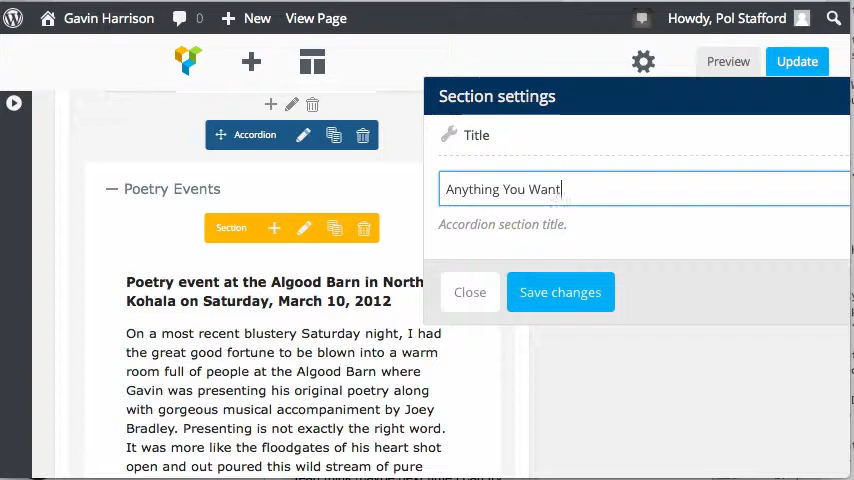 Gavin Harrison 0 New View Page Howdy, Pol Stafford
Preview Update
Section settings
Accordion
Title
Poetry Events
Anything You Want
Section
Accordion section title.
Poetry event at the Algood Barn in North
Kohala on Saturday, March 10, 2012
Close Save changes
On a most recent blustery Saturday night, I had
the great good fortune to be blown into a warm
room full of people at the Algood Barn where
Gavin was presenting his original poetry along
with gorgeous musical accompaniment by Joey
Bradley. Presenting is not exactly the right word.
It was more like the floodgates of his heart shot
open and out poured this wild stream of pure